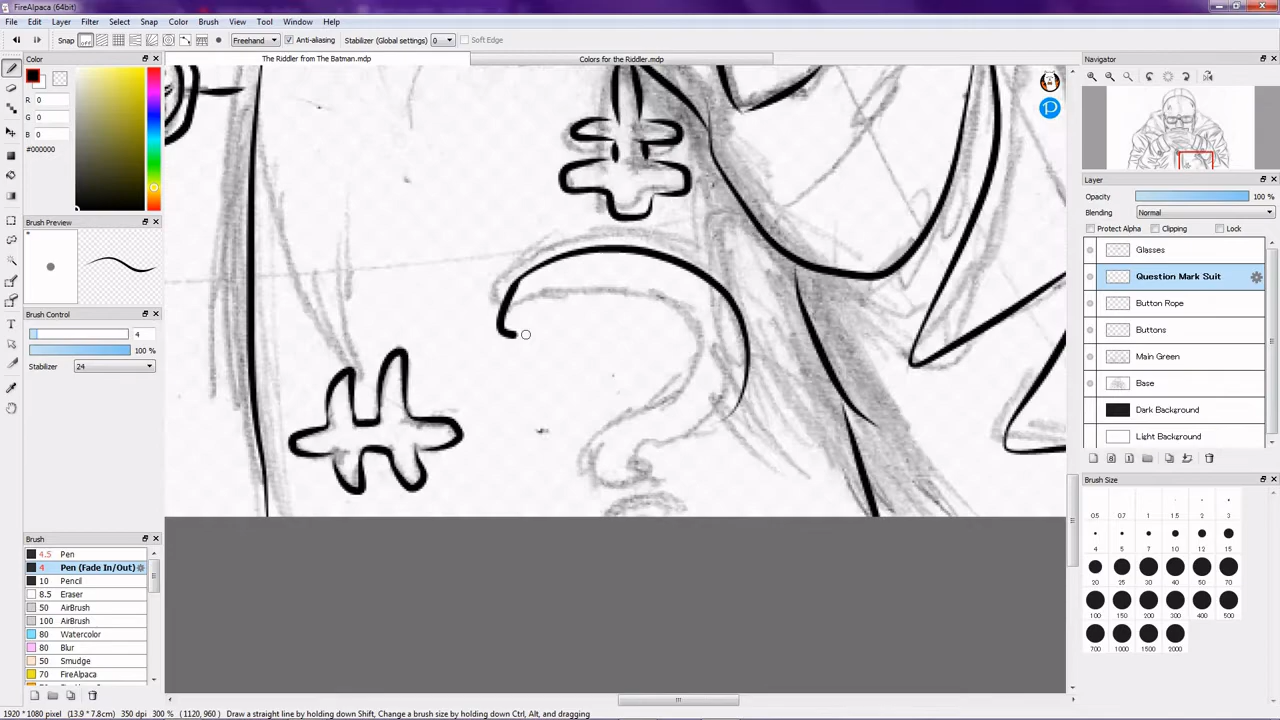 FireAlpaca (64bit)
File Edit Layer Filter Select Snap Color Brush View Tool Window Help
Snap off Freehand Anti-aliasing Stabilizer (Global settings) 0 Soft Edge
Color
The Riddler from The Batman.mdp
Colors for the Riddler.mdp
Navigator
R 0
G 0
B 0
#000000
Brush Preview
Brush Control
4
100 %
Stabilizer 24
Brush
4.5 Pen
4 Pen (Fade In/Out)
10 Pencil
8.5 Eraser
50 AirBrush
100 AirBrush
80 Watercolor
80 Blur
50 Smudge
70 FireAlpaca
Layer
Opacity 100 %
Blending Normal
Protect Alpha Clipping Lock
Glasses
Question Mark Suit
Button Rope
Buttons
Main Green
Base
Dark Background
Light Background
Brush Size
0.5 0.7 1 1.5 2 3
4 5 7 10 12 15
20 25 30 40 50 70
100 150 200 300 400 500
700 1000 1500 2000
1920 * 1080 pixel (13.9 * 7.8cm) 350 dpi 300 % ( 1120, 960 ) Draw a straight line by holding down Shift, Change a brush size by holding down Ctrl, Alt, and dragging